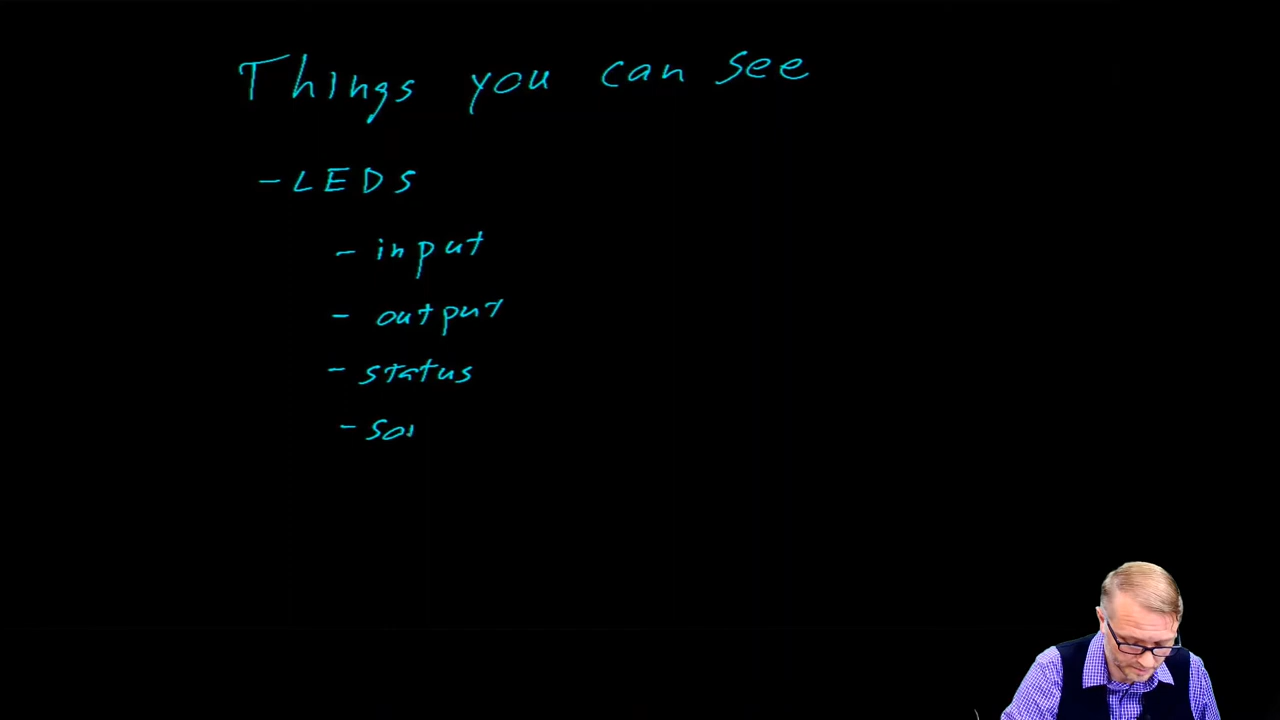 Things you can see
- LEDS
- input
- output
- status